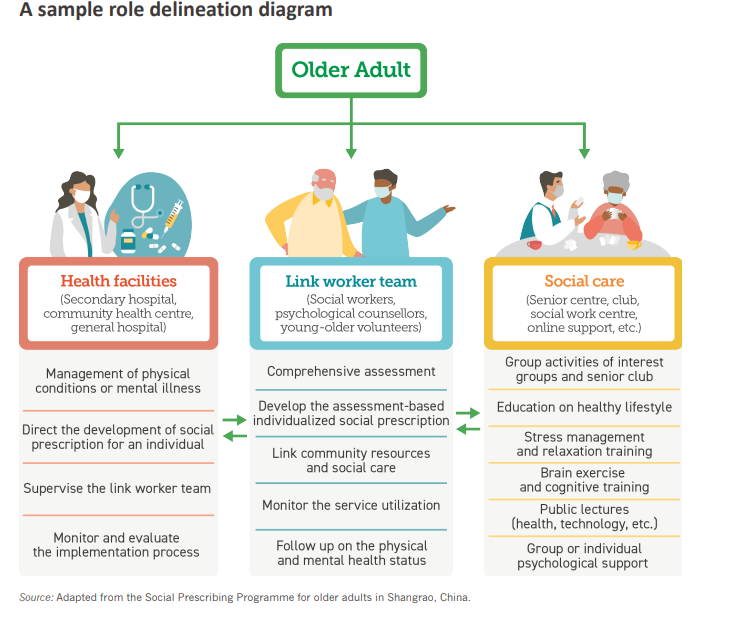 A sample role delineation diagram
Older Adult
Health facilities
(Secondary hospital,
community health centre,
general hospital)
Management of physical
conditions or mental illness
Direct the development of social
prescription for an individual
Supervise the link worker team
Monitor and evaluate
the implementation process
Link worker team
(Social workers,
psychological counsellors,
young-older volunteers)
Comprehensive assessment
Develop the assessment-based
individualized social prescription
Link community resources
and social care
Monitor the service utilization
Follow up on the physical
and mental health status
Social care
(Senior centre, club,
social work centre,
online support, etc.)
Group activities of interest
groups and senior club
Education on healthy lifestyle
Stress management
and relaxation training
Brain exercise
and cognitive training
Public lectures
(health, technology, etc.)
Group or individual
psychological support
Source: Adapted from the Social Prescribing Programme for older adults in Shangrao, China.